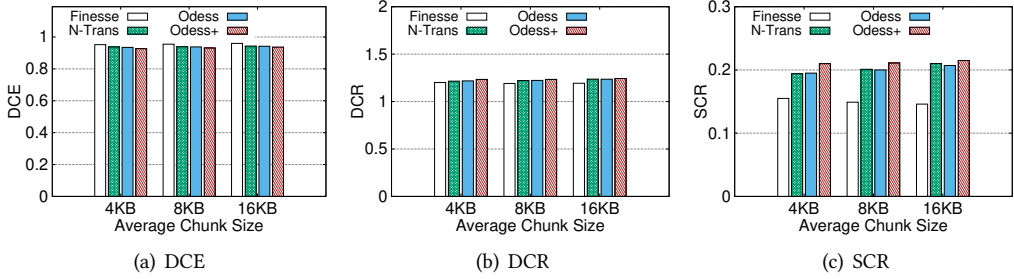 Finesse
N-Trans
Odess
Odess+
DCE
1
0.8
0.6
0.4
0.2
0
4KB 8KB 16KB
Average Chunk Size
(a) DCE
Finesse
N-Trans
Odess
Odess+
DCR
2
1.5
1
0.5
0
4KB 8KB 16KB
Average Chunk Size
(b) DCR
Finesse
N-Trans
Odess
Odess+
SCR
0.3
0.2
0.1
0
4KB 8KB 16KB
Average Chunk Size
(c) SCR